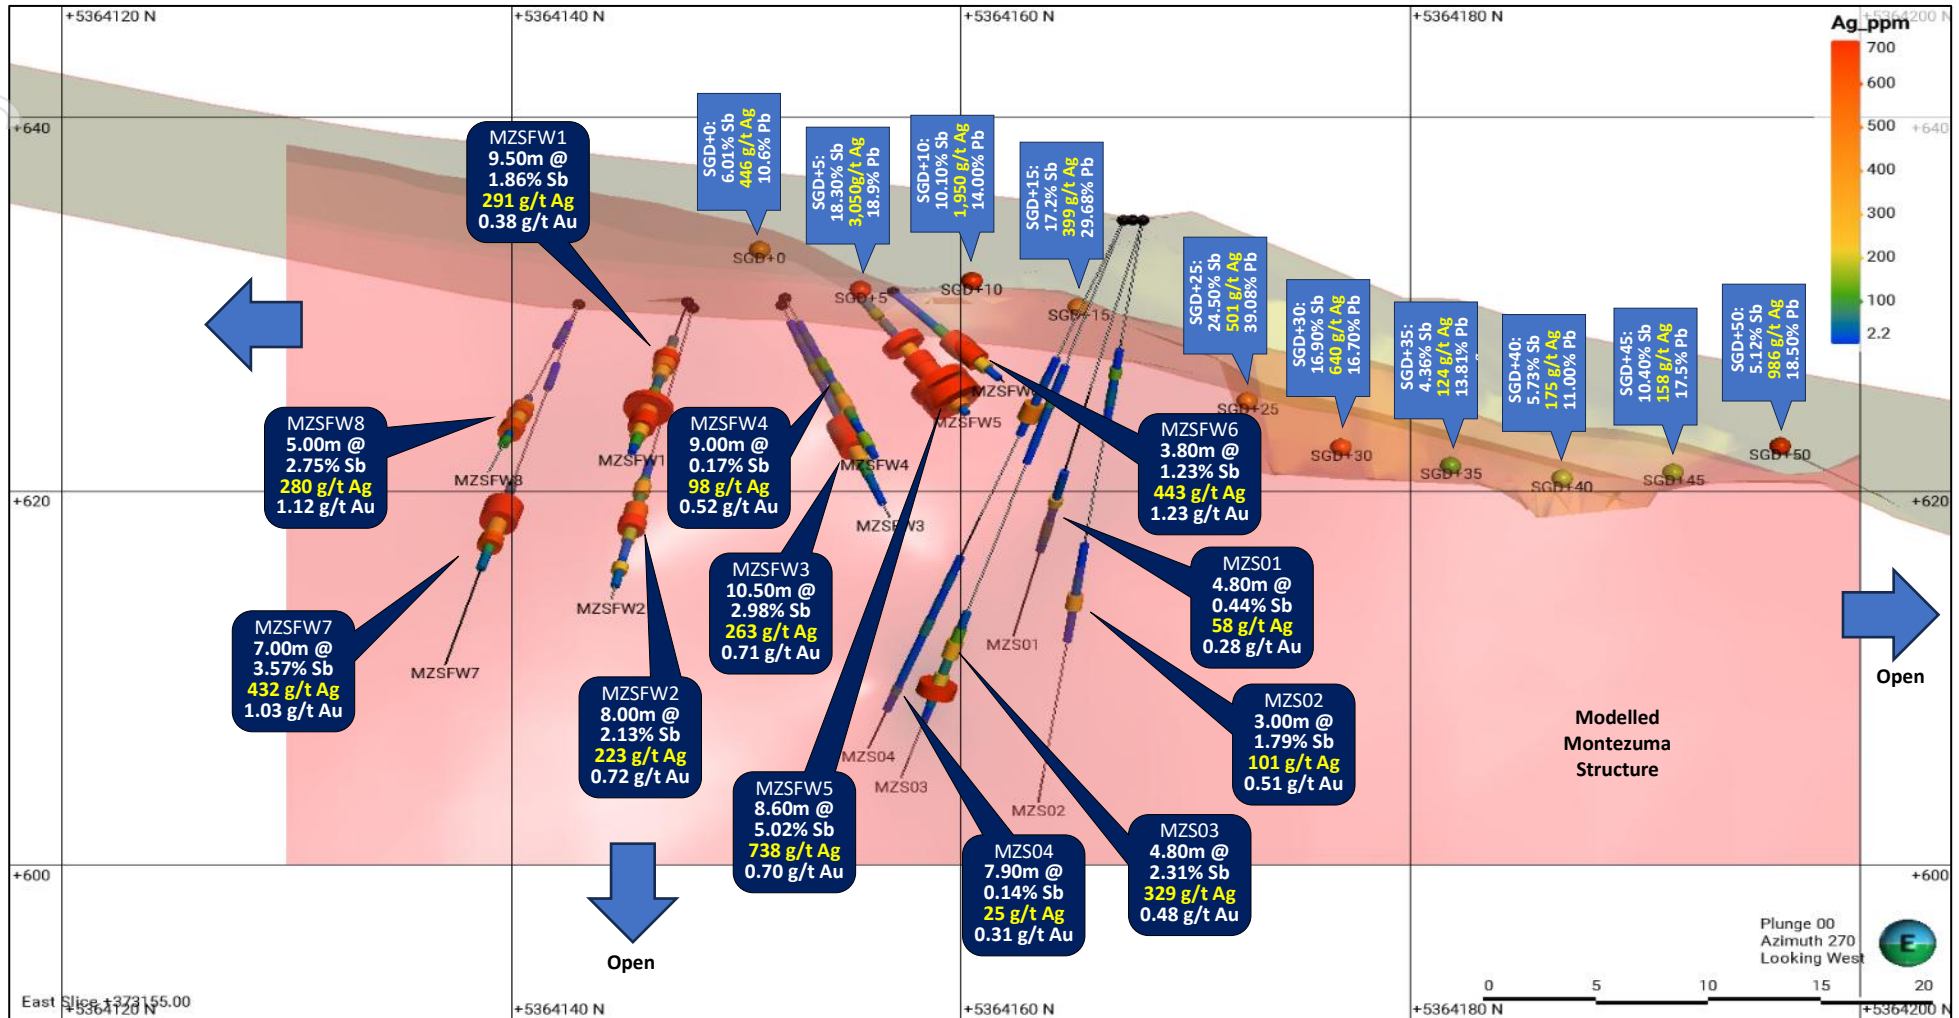 +5364120 N
+5364140 N
+5364160 N
+5364180 N
+5364200 N
Ag_ppm
700
600
500
400
300
200
100
2.2
+640
+640
MZSFW1
9.50m @
1.86% Sb
291 g/t Ag
0.38 g/t Au
SGD+0:
6.01% Sb
446 g/t Ag
10.6% Pb
SGD+5:
18.30% Sb
3,050g/t Ag
18.9% Pb
SGD+10:
10.10% Sb
1,950 g/t Ag
14.00% Pb
SGD+15:
17.2% Sb
399 g/t Ag
29.68% Pb
SGD+25:
24.50% Sb
501 g/t Ag
39.08% Pb
SGD+30:
16.90% Sb
640 g/t Ag
16.70% Pb
SGD+35:
4.36% Sb
124 g/t Ag
13.81% Pb
SGD+40:
5.73% Sb
175 g/t Ag
11.00% Pb
SGD+45:
10.40% Sb
158 g/t Ag
17.5% Pb
SGD+50:
5.12% Sb
986 g/t Ag
18.50% Pb
SGD+0
SGD+5
SGD+10
SGD+15
SGD+25
SGD+30
SGD+35
SGD+40
SGD+45
SGD+50
MZSFW8
5.00m @
2.75% Sb
280 g/t Ag
1.12 g/t Au
MZSFW4
9.00m @
0.17% Sb
98 g/t Ag
0.52 g/t Au
MZSFW6
3.80m @
1.23% Sb
443 g/t Ag
1.23 g/t Au
MZSFW5
MZSFW1
MZSFW4
MZSFW8
MZSFW3
+620
+620
MZSFW3
10.50m @
2.98% Sb
263 g/t Ag
0.71 g/t Au
MZS01
4.80m @
0.44% Sb
58 g/t Ag
0.28 g/t Au
MZSFW2
MZSFW7
7.00m @
3.57% Sb
432 g/t Ag
1.03 g/t Au
MZSFW7
MZS01
MZSFW2
8.00m @
2.13% Sb
223 g/t Ag
0.72 g/t Au
MZS02
3.00m @
1.79% Sb
101 g/t Ag
0.51 g/t Au
Open
Modelled
Montezuma
Structure
MZS04
MZS03
MZS02
MZSFW5
8.60m @
5.02% Sb
738 g/t Ag
0.70 g/t Au
MZS04
7.90m @
0.14% Sb
25 g/t Ag
0.31 g/t Au
MZS03
4.80m @
2.31% Sb
329 g/t Ag
0.48 g/t Au
+600
+600
Open
Plunge 00
Azimuth 270
Looking West
E
0 5 10 15 20
East Slice +373155.00
+5364120 N
+5364140 N
+5364160 N
+5364180 N
+5364200 N